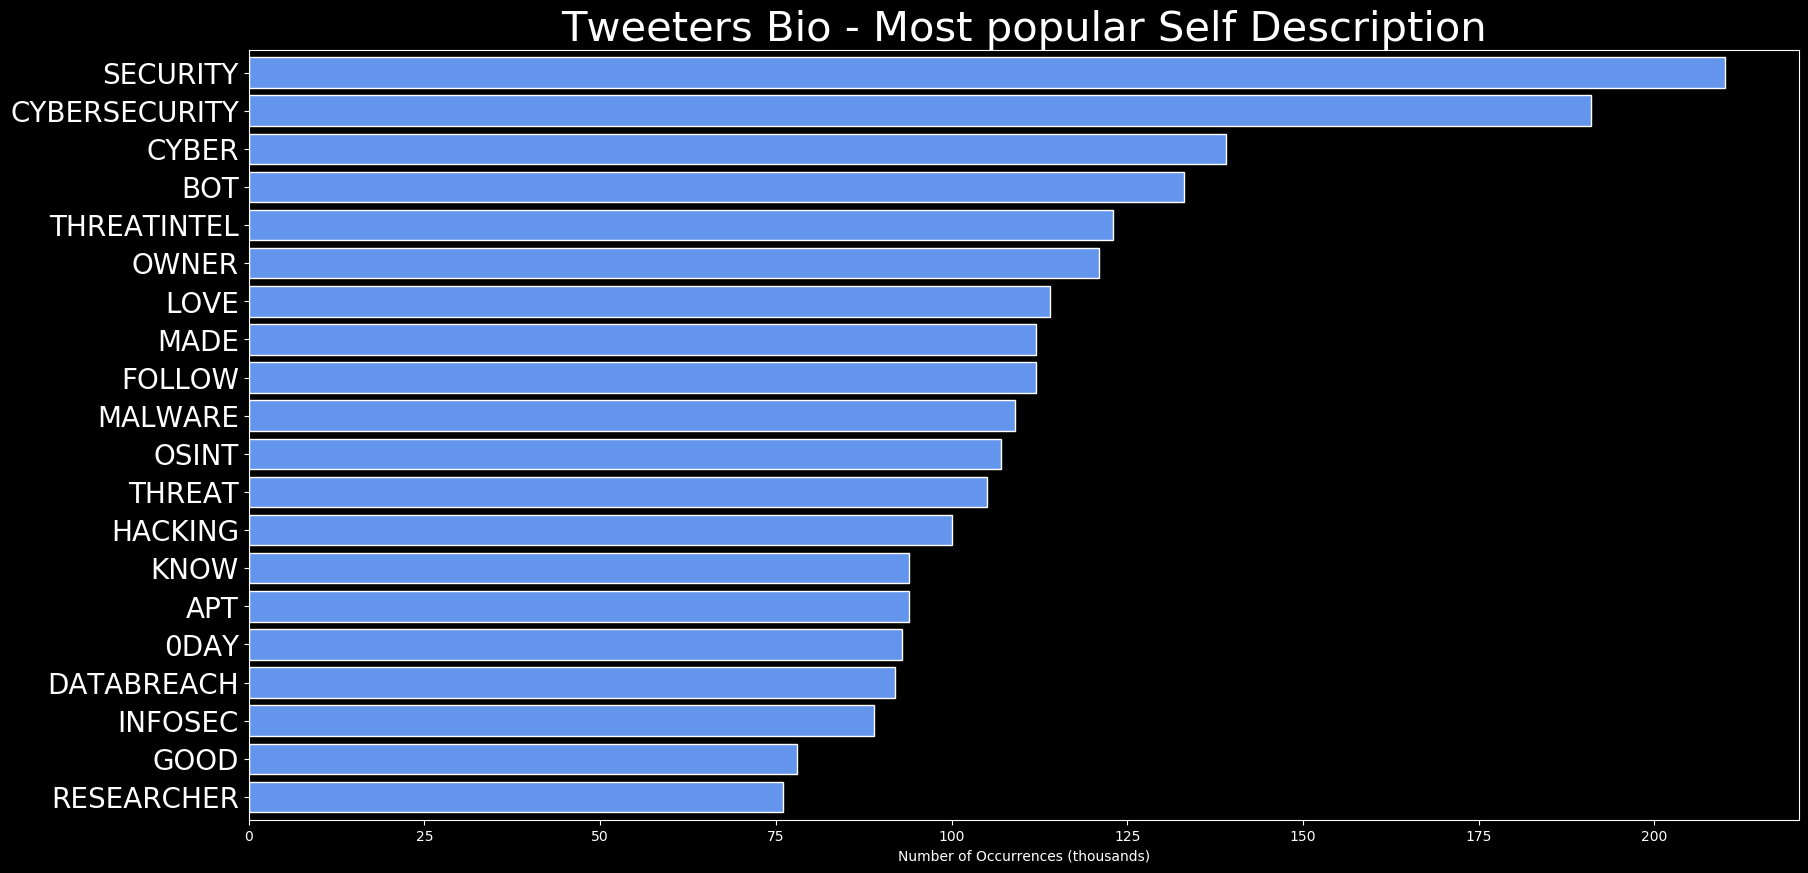 Tweeters Bio - Most popular Self Description
SECURITY
CYBERSECURITY
CYBER
BOT
THREATINTEL
OWNER
LOVE
MADE
FOLLOW
MALWARE
OSINT
THREAT
HACKING
KNOW
APT
0DAY
DATABREACH
INFOSEC
GOOD
RESEARCHER
0 25 50 75 100 125 150 175 200
Number of Occurrences (thousands)